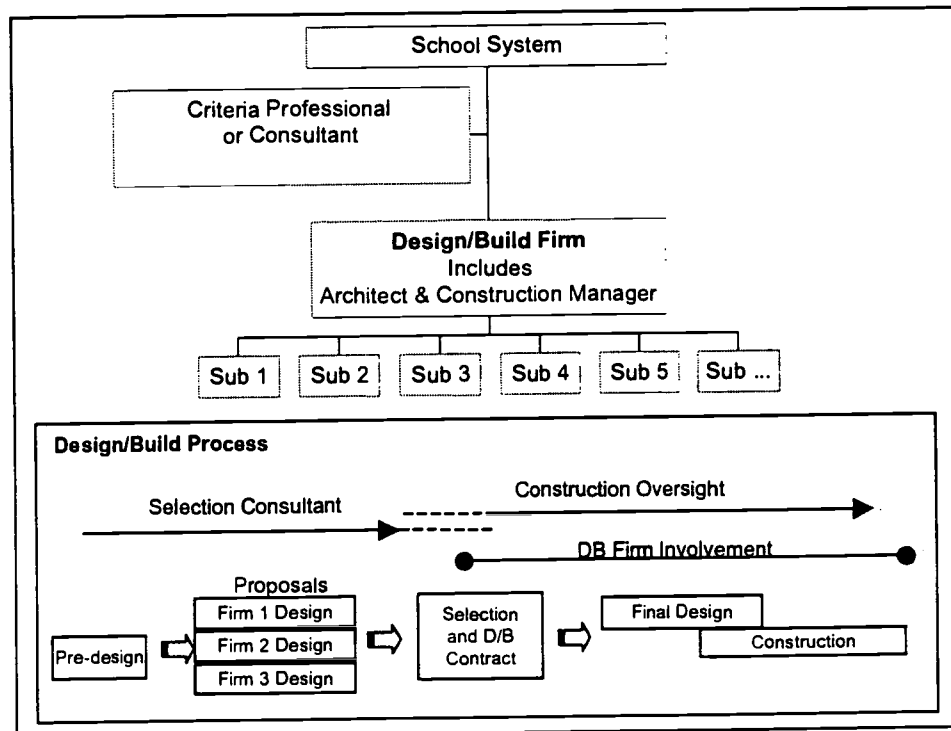 School System
Criteria Professional
or Consultant
Design/Build Firm
Includes
Architect & Construction Manager
Sub 1
Sub 2
Sub 3
Sub 4
Sub 5
Sub ...
Design/Build Process
Selection Consultant
Construction Oversight
DB Firm Involvement
Proposals
Pre-design
Firm 1 Design
Firm 2 Design
Firm 3 Design
Selection
and D/B
Contract
Final Design
Construction